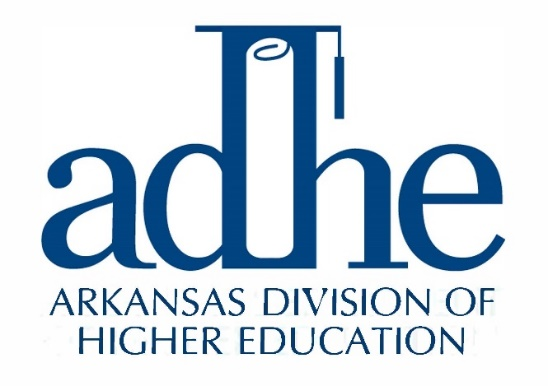 adhe
ARKANSAS DIVISION OF
HIGHER EDUCATION